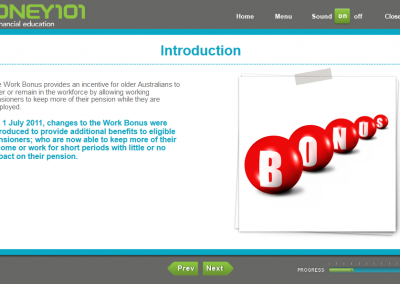 ONEY101
nancial education
Home Menu Sound on off Close
Introduction
e Work Bonus provides an incentive for older Australians to
er or remain in the workforce by allowing working
nsioners to keep more of their pension while they are
ployed.
1 July 2011, changes to the Work Bonus were
roduced to provide additional benefits to eligible
nsioners; who are now able to keep more of their
ome or work for short periods with little or no
pact on their pension.
BONUS
Prev Next
PROGRESS